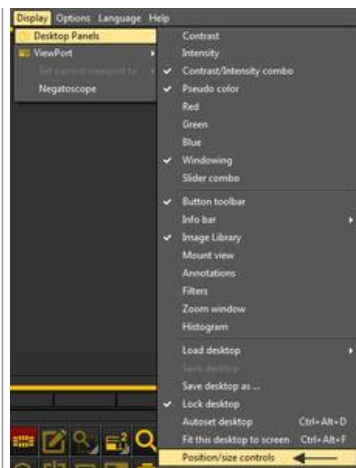 Display Options Language Help
Desktop Panels
ViewPort
Set current viewport to
Negatoscope
Contrast
Intensity
Contrast/Intensity combo
Pseudo color
Red
Green
Blue
Windowing
Slider combo
Button toolbar
Info bar
Image Library
Mount view
Annotations
Filters
Zoom window
Histogram
Load desktop
Save desktop
Save desktop as ...
Lock desktop
Autoset desktop Ctrl+Alt+D
Fit this desktop to screen Ctrl+Alt+F
Position/size controls